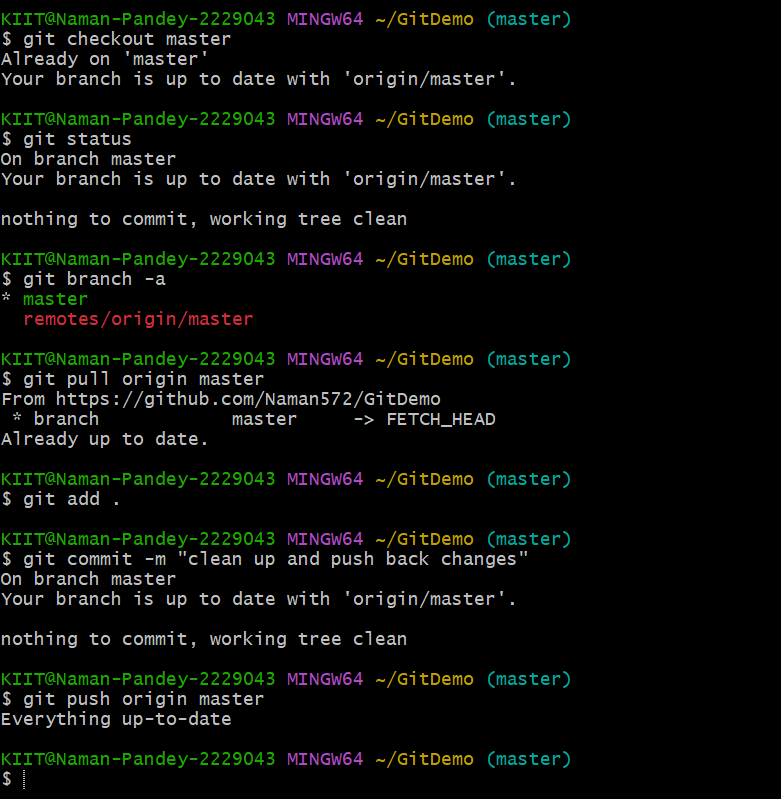 KIIT@Naman-Pandey-2229043 MINGW64 ~/GitDemo (master)
$ git checkout master
Already on 'master'
Your branch is up to date with 'origin/master'.

KIIT@Naman-Pandey-2229043 MINGW64 ~/GitDemo (master)
$ git status
On branch master
Your branch is up to date with 'origin/master'.

nothing to commit, working tree clean

KIIT@Naman-Pandey-2229043 MINGW64 ~/GitDemo (master)
$ git branch -a
* master
  remotes/origin/master

KIIT@Naman-Pandey-2229043 MINGW64 ~/GitDemo (master)
$ git pull origin master
From https://github.com/Naman572/GitDemo
 * branch            master     -> FETCH_HEAD
Already up to date.

KIIT@Naman-Pandey-2229043 MINGW64 ~/GitDemo (master)
$ git add .

KIIT@Naman-Pandey-2229043 MINGW64 ~/GitDemo (master)
$ git commit -m "clean up and push back changes"
On branch master
Your branch is up to date with 'origin/master'.

nothing to commit, working tree clean

KIIT@Naman-Pandey-2229043 MINGW64 ~/GitDemo (master)
$ git push origin master
Everything up-to-date

KIIT@Naman-Pandey-2229043 MINGW64 ~/GitDemo (master)
$